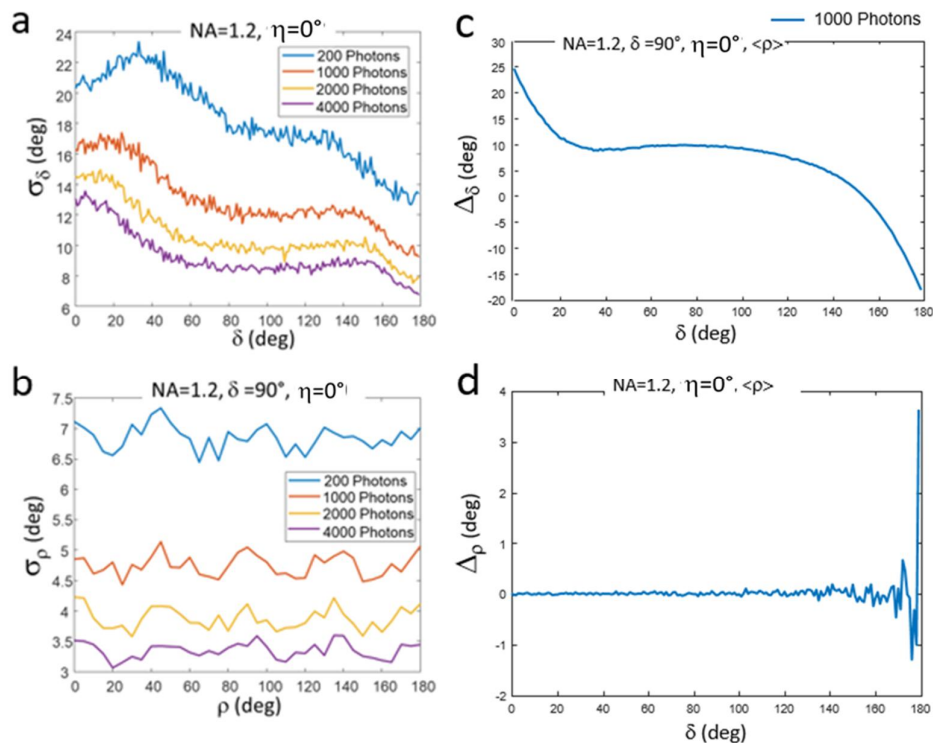 a
NA=1.2, η=0°
24
22
20
18
16
14
12
10
8
6
σδ (deg)
200 Photons
1000 Photons
2000 Photons
4000 Photons
0 20 40 60 80 100 120 140 160 180
δ (deg)
b
NA=1.2, δ =90°, η=0°
7.5
7
6.5
6
5.5
5
4.5
4
3.5
3
σρ (deg)
200 Photons
1000 Photons
2000 Photons
4000 Photons
0 20 40 60 80 100 120 140 160 180
ρ (deg)
c
1000 Photons
NA=1.2, δ =90°, η=0°, <ρ>
30
25
20
15
10
5
0
-5
-10
-15
-20
Δδ (deg)
0 20 40 60 80 100 120 140 160 180
δ (deg)
d
NA=1.2, η=0°, <ρ>
4
3
2
1
0
-1
-2
Δρ (deg)
0 20 40 60 80 100 120 140 160 180
δ (deg)